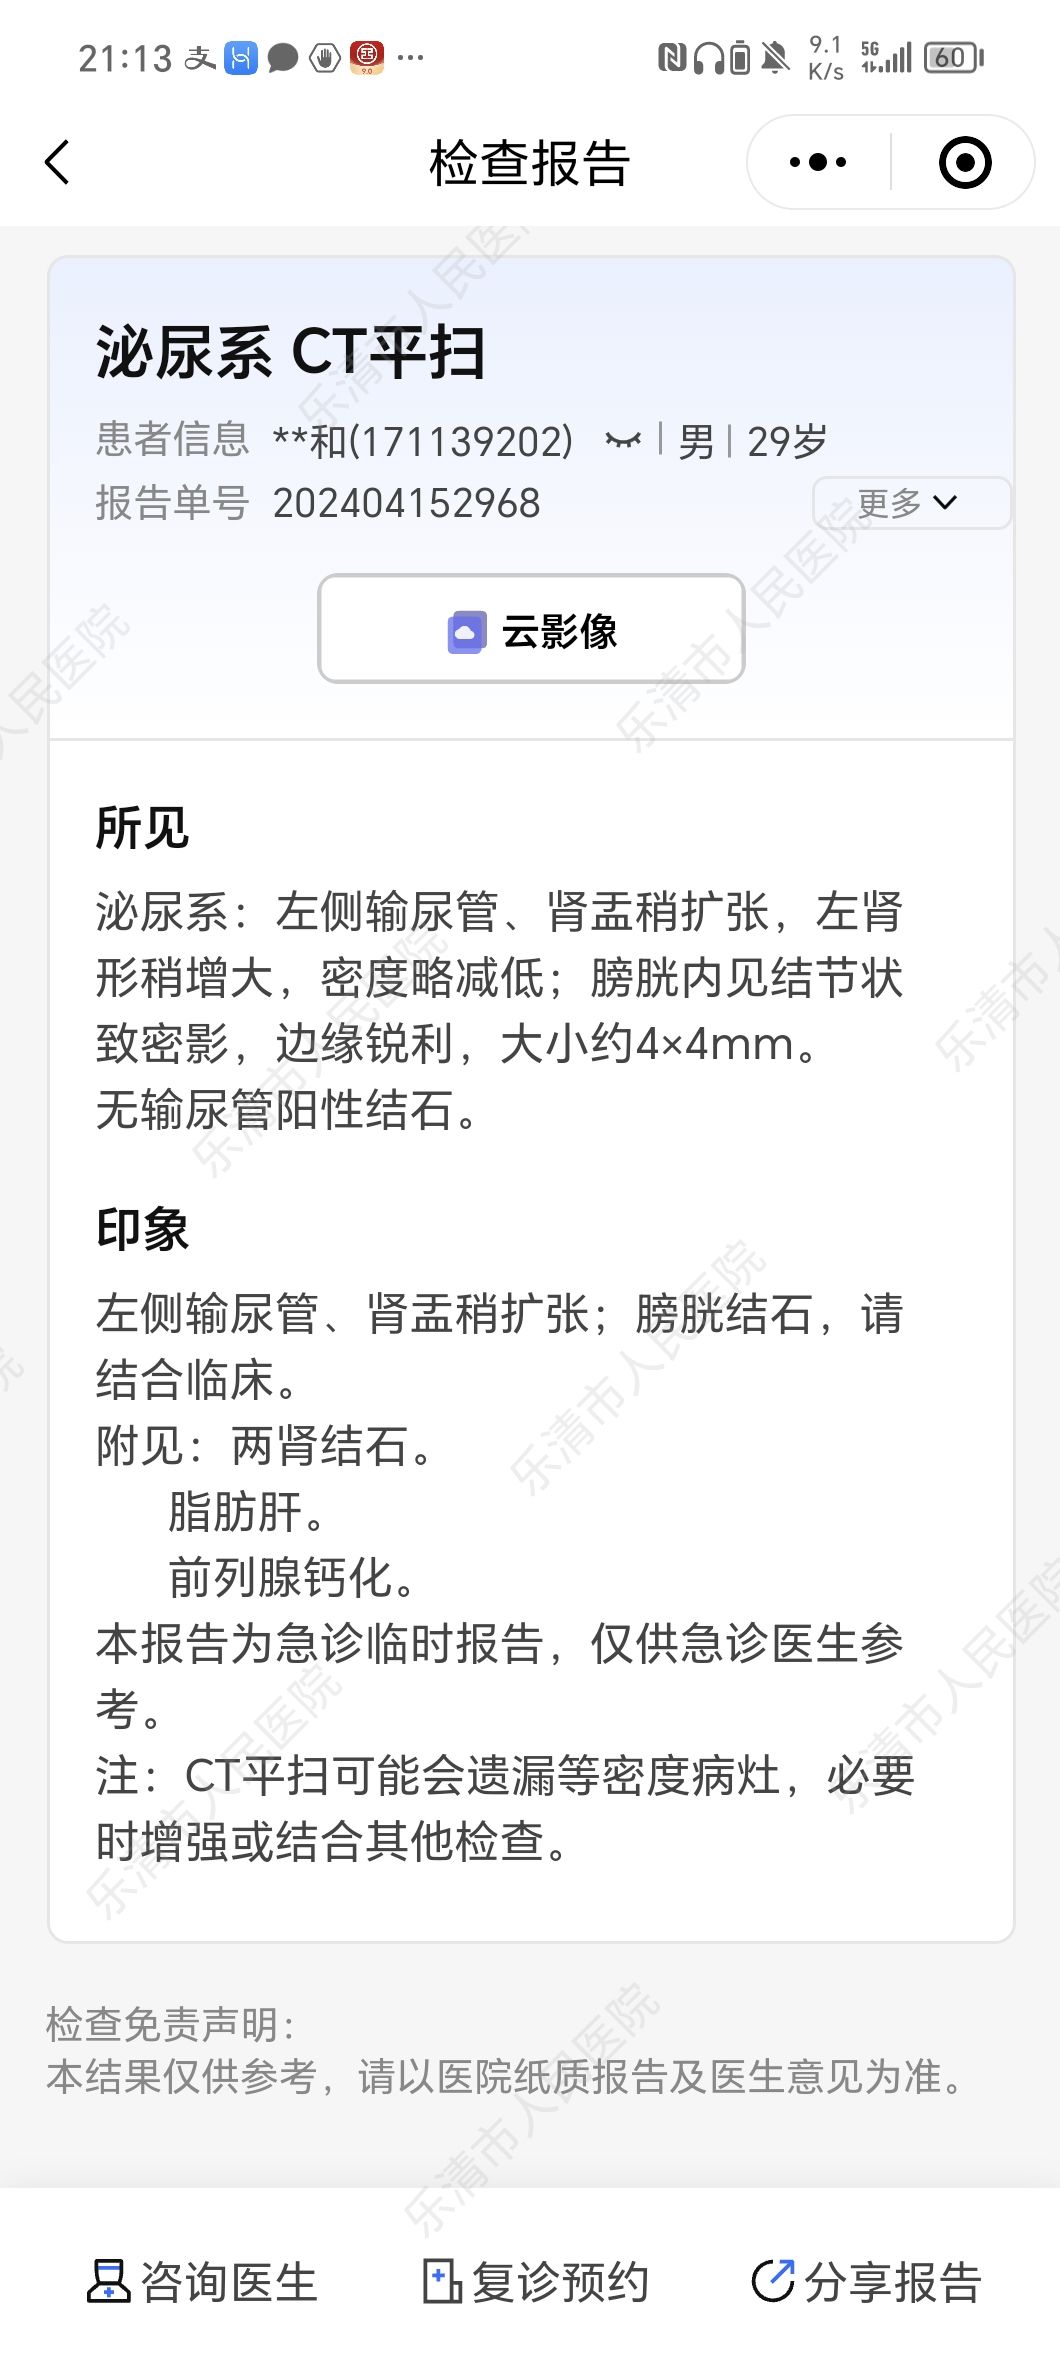 21:13 支 9.0 ··· 9.1 K/s 5G 60
检查报告
泌尿系 CT平扫
患者信息 **和(171139202) | 男 | 29岁
报告单号 202404152968 更多
云影像
所见
泌尿系：左侧输尿管、肾盂稍扩张，左肾
形稍增大，密度略减低；膀胱内见结节状
致密影，边缘锐利，大小约4×4mm。
无输尿管阳性结石。
印象
左侧输尿管、肾盂稍扩张；膀胱结石，请
结合临床。
附见：两肾结石。
脂肪肝。
前列腺钙化。
本报告为急诊临时报告，仅供急诊医生参
考。
注：CT平扫可能会遗漏等密度病灶，必要
时增强或结合其他检查。
检查免责声明：
本结果仅供参考，请以医院纸质报告及医生意见为准。
咨询医生 复诊预约 分享报告
乐清市人民医院